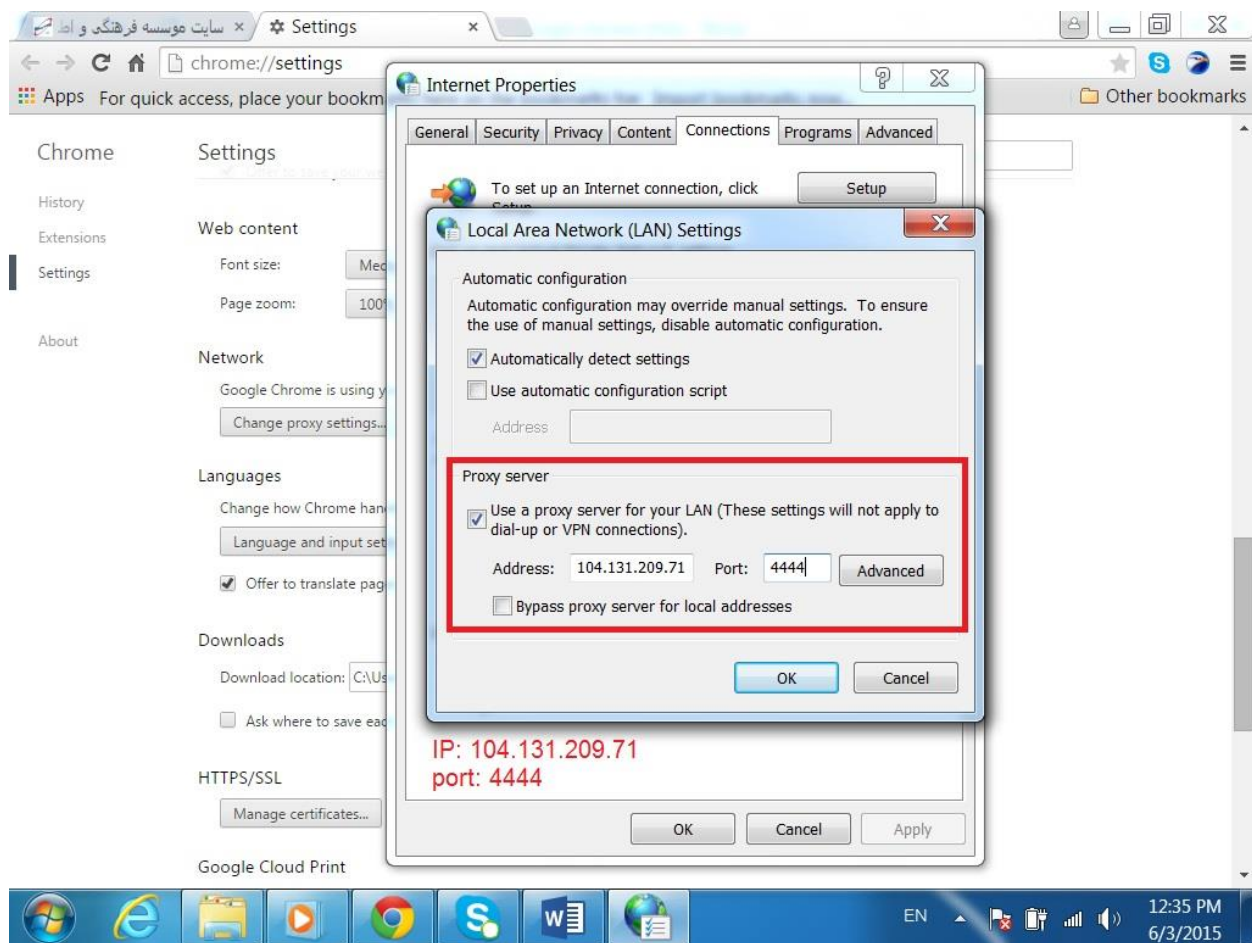 سایت موسسه فرهنگی و اط
Settings
chrome://settings
Apps For quick access, place your bookm
Other bookmarks
Chrome
History
Extensions
Settings
About
Settings
Web content
Font size: Med
Page zoom: 100%
Network
Google Chrome is using y
Change proxy settings...
Languages
Change how Chrome han
Language and input set
Offer to translate pag
Downloads
Download location: C:\Us
Ask where to save eac
HTTPS/SSL
Manage certificates...
Google Cloud Print
Internet Properties
General Security Privacy Content Connections Programs Advanced
To set up an Internet connection, click
Setup
Local Area Network (LAN) Settings
Automatic configuration
Automatic configuration may override manual settings. To ensure
the use of manual settings, disable automatic configuration.
Automatically detect settings
Use automatic configuration script
Address
Proxy server
Use a proxy server for your LAN (These settings will not apply to
dial-up or VPN connections).
Address: 104.131.209.71 Port: 4444 Advanced
Bypass proxy server for local addresses
OK Cancel
IP: 104.131.209.71
port: 4444
OK Cancel Apply
EN
12:35 PM
6/3/2015